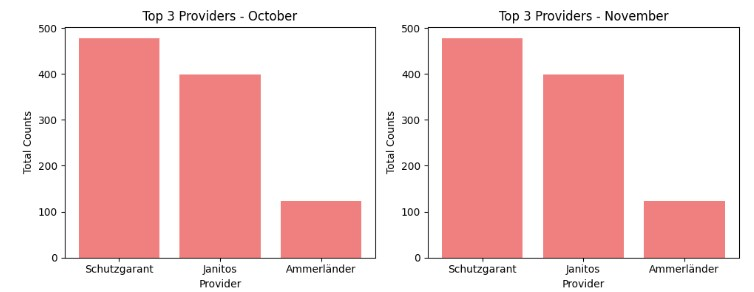 Top 3 Providers - October
500
400
300
200
100
0
Total Counts
Schutzgarant Janitos Ammerländer
Provider
Top 3 Providers - November
500
400
300
200
100
0
Total Counts
Schutzgarant Janitos Ammerländer
Provider